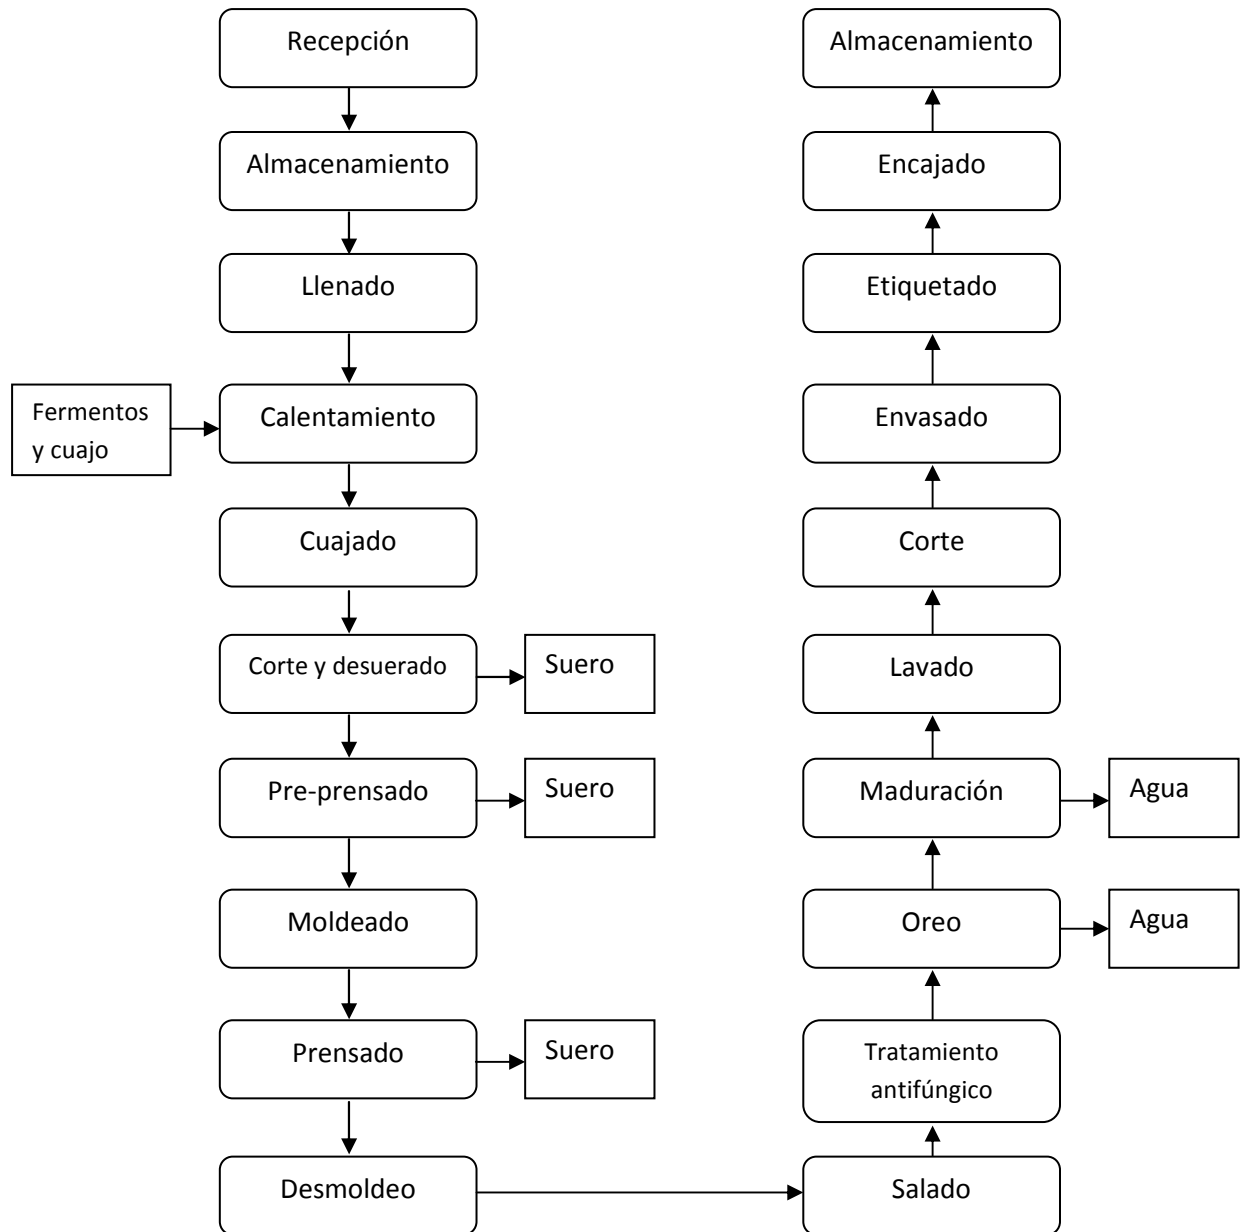 Recepción
Almacenamiento
Llenado
Fermentos
y cuajo
Calentamiento
Cuajado
Corte y desuerado
Suero
Pre-prensado
Suero
Moldeado
Prensado
Suero
Desmoldeo
Salado
Tratamiento
antifúngico
Oreo
Agua
Maduración
Agua
Lavado
Corte
Envasado
Etiquetado
Encajado
Almacenamiento